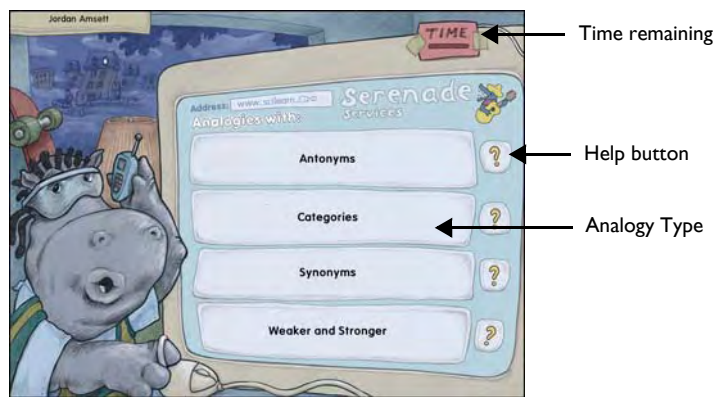 Jordan Amsett
TIME
Time remaining
Address: www.scilearn.com
Serenade
Services
Analogies with:
Antonyms
?
Help button
Categories
?
Analogy Type
Synonyms
?
Weaker and Stronger
?